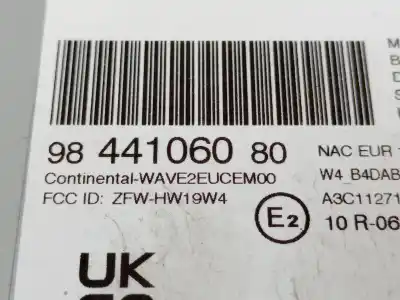 98 441060 80
Continental-WAVE2EUCEM00
FCC ID: ZFW-HW19W4
E2
NAC EUR
W4_B4DAB
A3C11271
10 R-06
UK